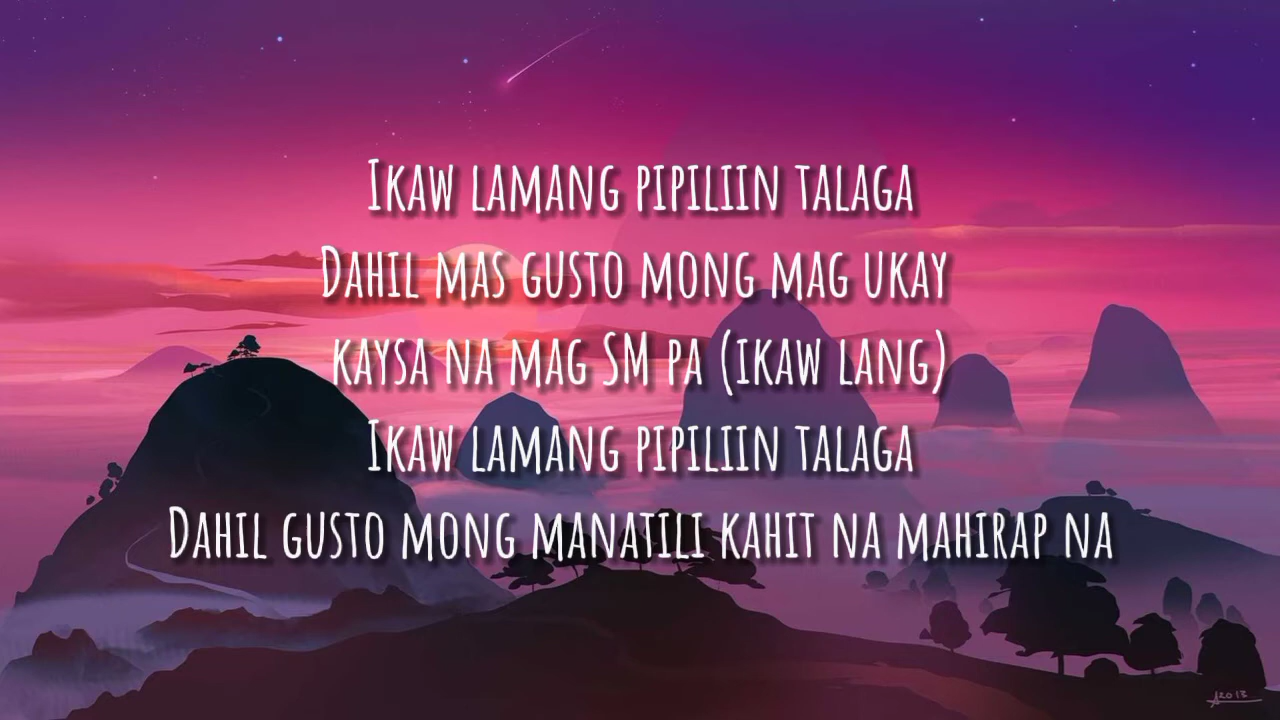 Ikaw lamang pipiliin talaga
Dahil mas gusto mong mag ukay
kaysa na mag SM pa (ikaw lang)
Ikaw lamang pipiliin talaga
Dahil gusto mong manatili kahit na mahirap na
2013